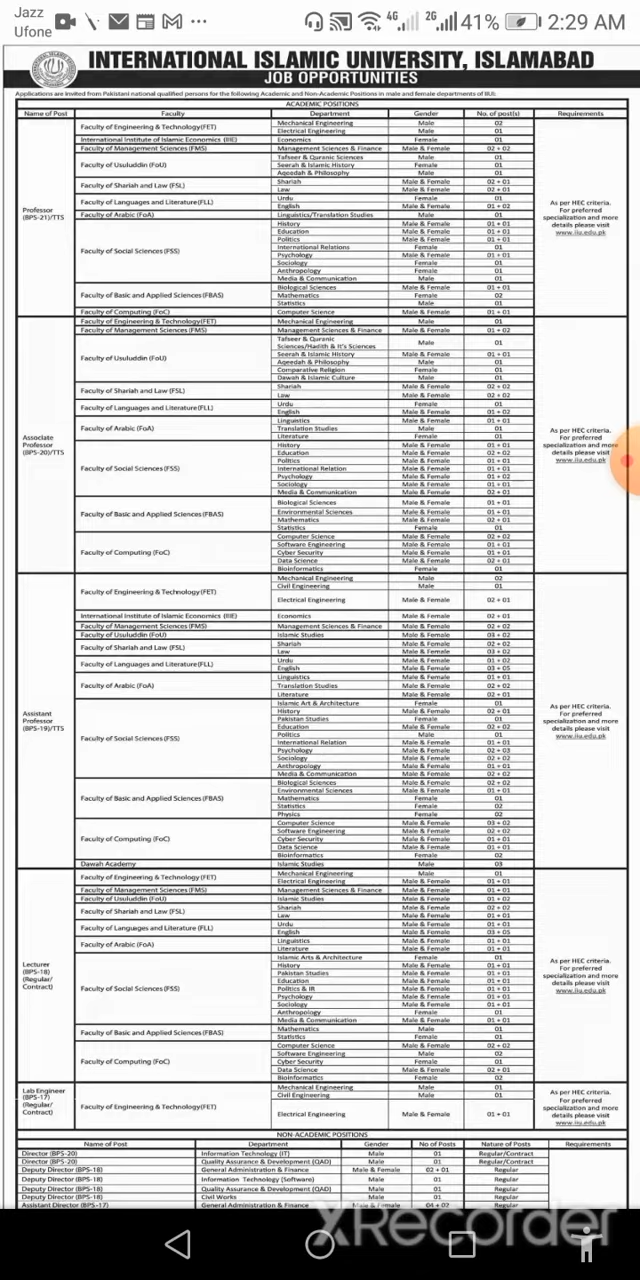 Jazz
Ufone
4G 2G 41% 2:29 AM
INTERNATIONAL ISLAMIC UNIVERSITY, ISLAMABAD
JOB OPPORTUNITIES
Applications are invited from Pakistani national qualified persons for the following Academic and Non-Academic Positions in male and female departments of IIUI:
ACADEMIC POSITIONS
Name of Post Faculty Department Gender No. of post(s) Requirements
Professor (BPS-21)/TTS
As per HEC criteria. For preferred specialization and more details please visit www.iiu.edu.pk
Faculty of Engineering & Technology(FET) Mechanical Engineering Male 02
Electrical Engineering Male 01
International Institute of Islamic Economics (IIIE) Economics Female 01
Faculty of Management Sciences (FMS) Management Sciences & Finance Male & Female 02 + 02
Faculty of Usuluddin (FoU) Tafseer & Quranic Sciences Male 01
Seerah & Islamic History Female 01
Aqeedah & Philosophy Male 01
Faculty of Shariah and Law (FSL) Shariah Male & Female 02 + 01
Law Male & Female 02 + 01
Faculty of Languages and Literature(FLL) Urdu Female 01
English Male & Female 01 + 02
Faculty of Arabic (FoA) Linguistics/Translation Studies Male 01
Faculty of Social Sciences (FSS) History Male & Female 01 + 01
Education Male & Female 01 + 01
Politics Male & Female 01 + 01
International Relations Female 01
Psychology Male & Female 01 + 01
Sociology Female 01
Anthropology Female 01
Media & Communication Male 01
Faculty of Basic and Applied Sciences (FBAS) Biological Sciences Male & Female 01 + 01
Mathematics Female 02
Statistics Male 01
Faculty of Computing (FoC) Computer Science Male & Female 01 + 01
Associate Professor (BPS-20)/TTS
As per HEC criteria. For preferred specialization and more details please visit www.iiu.edu.pk
Faculty of Engineering & Technology(FET) Mechanical Engineering Male 01
Faculty of Management Sciences (FMS) Management Sciences & Finance Male & Female 01 + 02
Faculty of Usuluddin (FoU) Tafseer & Quranic Sciences/Hadith & It's Sciences Male 01
Seerah & Islamic History Male & Female 01 + 01
Aqeedah & Philosophy Male 01
Comparative Religion Female 01
Dawah & Islamic Culture Male 01
Faculty of Shariah and Law (FSL) Shariah Male & Female 02 + 02
Law Male & Female 02 + 02
Faculty of Languages and Literature (FLL) Urdu Female 01
English Male & Female 01 + 02
Faculty of Arabic (FoA) Linguistics Male & Female 01 + 01
Translation Studies Male 01
Literature Female 01
Faculty of Social Sciences (FSS) History Male & Female 01 + 01
Education Male & Female 02 + 02
Politics Male & Female 01 + 01
International Relation Male & Female 01 + 01
Psychology Male & Female 01 + 02
Sociology Male & Female 01 + 01
Media & Communication Male & Female 02 + 01
Faculty of Basic and Applied Sciences (FBAS) Biological Sciences Male & Female 01 + 01
Environmental Sciences Male & Female 01 + 01
Mathematics Male & Female 02 + 01
Statistics Female 01
Faculty of Computing (FoC) Computer Science Male & Female 02 + 02
Software Engineering Male & Female 01 + 01
Cyber Security Male & Female 01 + 01
Data Science Male & Female 02 + 01
Bioinformatics Female 01
Assistant Professor (BPS-19)/TTS
As per HEC criteria. For preferred specialization and more details please visit www.iiu.edu.pk
Faculty of Engineering & Technology (FET) Mechanical Engineering Male 02
Civil Engineering Male 01
Electrical Engineering Male & Female 02 + 01
International Institute of Islamic Economics (IIIE) Economics Male & Female 02 + 01
Faculty of Management Sciences (FMS) Management Sciences & Finance Male & Female 02 + 02
Faculty of Usuluddin (FoU) Islamic Studies Male & Female 03 + 02
Faculty of Shariah and Law (FSL) Shariah Male & Female 02 + 02
Law Male & Female 03 + 02
Faculty of Languages and Literature (FLL) Urdu Male & Female 01 + 02
English Male & Female 03 + 05
Faculty of Arabic (FoA) Linguistics Male & Female 01 + 01
Translation Studies Male & Female 02 + 02
Literature Male & Female 02 + 01
Faculty of Social Sciences (FSS) Islamic Art & Architecture Female 01
History Male & Female 02 + 01
Pakistan Studies Female 01
Education Male & Female 02 + 02
Politics Male 01
International Relation Male & Female 01 + 01
Psychology Male & Female 02 + 03
Sociology Male & Female 02 + 02
Anthropology Male & Female 01 + 01
Media & Communication Male & Female 02 + 02
Faculty of Basic and Applied Sciences (FBAS) Biological Sciences Male & Female 02 + 02
Environmental Sciences Male & Female 03 + 01
Mathematics Female 01
Statistics Female 02
Physics Female 02
Faculty of Computing (FoC) Computer Science Male & Female 03 + 02
Software Engineering Male & Female 02 + 02
Cyber Security Male & Female 01 + 01
Data Science Male & Female 01 + 01
Bioinformatics Female 02
Dawah Academy Islamic Studies Male 03
Lecturer (BPS-18) (Regular/Contract)
As per HEC criteria. For preferred specialization and more details please visit www.iiu.edu.pk
Faculty of Engineering & Technology (FET) Mechanical Engineering Male 01
Electrical Engineering Male & Female 01 + 01
Faculty of Management Sciences (FMS) Management Sciences & Finance Male & Female 01 + 01
Faculty of Usuluddin (FoU) Islamic Studies Male & Female 02 + 01
Faculty of Shariah and Law (FSL) Shariah Male & Female 02 + 02
Law Male & Female 01 + 01
Faculty of Languages and Literature (FLL) Urdu Male & Female 01 + 01
English Male & Female 03 + 05
Faculty of Arabic (FoA) Linguistics Male & Female 01 + 01
Literature Male & Female 01 + 01
Faculty of Social Sciences (FSS) Islamic Arts & Architecture Female 01
History Male & Female 01 + 01
Pakistan Studies Male & Female 01 + 01
Education Male & Female 01 + 01
Politics & IR Male & Female 01 + 01
Psychology Male & Female 01 + 01
Sociology Male & Female 01 + 01
Anthropology Female 01
Media & Communication Male & Female 01 + 01
Faculty of Basic and Applied Sciences (FBAS) Mathematics Male 01
Statistics Female 01
Faculty of Computing (FoC) Computer Science Male & Female 02 + 02
Software Engineering Male 02
Cyber Security Female 01
Data Science Male & Female 02 + 01
Bioinformatics Female 02
Lab Engineer (BPS-17) (Regular/Contract)
As per HEC criteria. For preferred specialization and more details please visit www.iiu.edu.pk
Faculty of Engineering & Technology(FET) Mechanical Engineering Male 01
Civil Engineering Male 01
Electrical Engineering Male & Female 01 + 01
NON-ACADEMIC POSITIONS
Name of Post Department Gender No of Posts Nature of Posts Requirements
Director (BPS-20) Information Technology (IT) Male 01 Regular/Contract
Director (BPS-20) Quality Assurance & Development (QAD) Male 01 Regular/Contract
Deputy Director (BPS-18) General Administration & Finance Male & Female 02 + 01 Regular
Deputy Director (BPS-18) Information Technology (Software) Male 01 Regular
Deputy Director (BPS-18) Quality Assurance & Development (QAD) Male 01 Regular
Deputy Director (BPS-18) Civil Works Male 01 Regular
Assistant Director (BPS-17) General Administration & Finance Male & Female 04 + 02 Regular
XRecorder